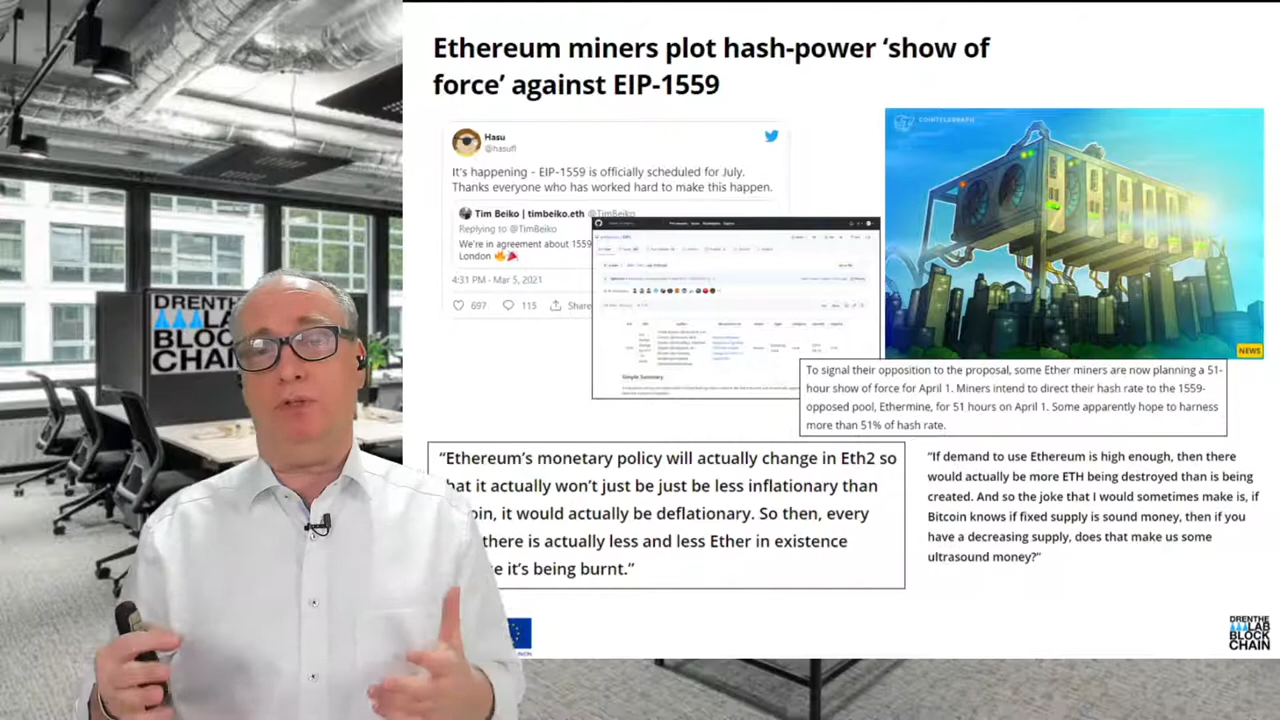 Ethereum miners plot hash-power ‘show of
force’ against EIP-1559
Hasu
@hasufl
It's happening - EIP-1559 is officially scheduled for July.
Thanks everyone who has worked hard to make this happen.
Tim Beiko | timbeiko.eth @TimBeiko
Replying to @TimBeiko
We're in agreement about 1559
London
4:31 PM - Mar 5, 2021
697 115 Share
Simple Summary
COINTELEGRAPH
NEWS
To signal their opposition to the proposal, some Ether miners are now planning a 51-
hour show of force for April 1. Miners intend to direct their hash rate to the 1559-
opposed pool, Ethermine, for 51 hours on April 1. Some apparently hope to harness
more than 51% of hash rate.
“Ethereum’s monetary policy will actually change in Eth2 so
hat it actually won’t just be just be less inflationary than
oin, it would actually be deflationary. So then, every
there is actually less and less Ether in existence
e it’s being burnt.”
“If demand to use Ethereum is high enough, then there
would actually be more ETH being destroyed than is being
created. And so the joke that I would sometimes make is, if
Bitcoin knows if fixed supply is sound money, then if you
have a decreasing supply, does that make us some
ultrasound money?”
DRENTHE
LAB
BLOCK
CHAIN
DRENTHE
LAB
BLOCK
CHAIN